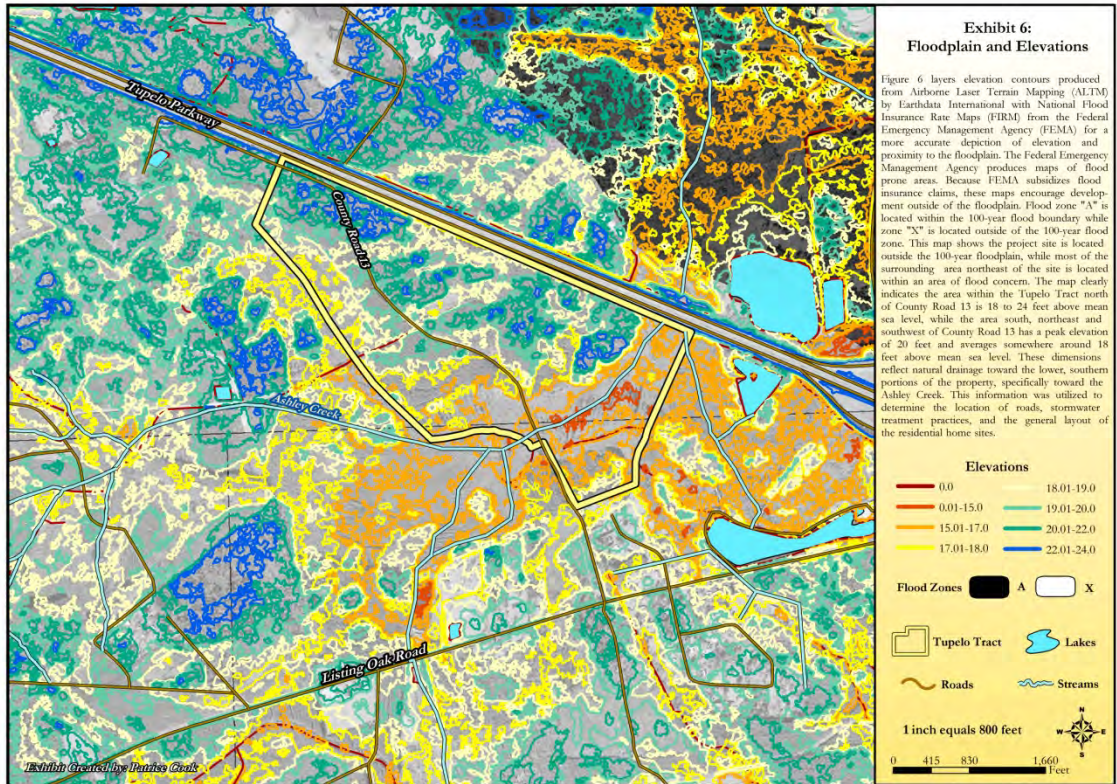 Exhibit 6:
Floodplain and Elevations
Figure 6 layers elevation contours produced
from Airborne Laser Terrain Mapping (ALTM)
by Earthdata International with National Flood
Insurance Rate Maps (FIRM) from the Federal
Emergency Management Agency (FEMA) for a
more accurate depiction of elevation and
proximity to the floodplain. The Federal Emergency
Management Agency produces maps of flood
prone areas. Because FEMA subsidizes flood
insurance claims, these maps encourage develop-
ment outside of the floodplain. Flood zone "A" is
located within the 100-year flood boundary while
zone "X" is located outside of the 100-year flood
zone. This map shows the project site is located
outside the 100-year floodplain, while most of the
surrounding area northeast of the site is located
within an area of flood concern. The map clearly
indicates the area within the Tupelo Tract north
of County Road 13 is 18 to 24 feet above mean
sea level, while the area south, northeast and
southwest of County Road 13 has a peak elevation
of 20 feet and averages somewhere around 18
feet above mean sea level. These dimensions
reflect natural drainage toward the lower, southern
portions of the property, specifically toward the
Ashley Creek. This information was utilized to
determine the location of roads, stormwater
treatment practices, and the general layout of
the residential home sites.
Elevations
0.0 18.01-19.0
0.01-15.0 19.01-20.0
15.01-17.0 20.01-22.0
17.01-18.0 22.01-24.0
Flood Zones A X
Tupelo Tract Lakes
Roads Streams
1 inch equals 800 feet
N
W E
S
0 415 830 1,660
Feet
Tupelo Parkway
County Road 13
Ashley Creek
Listing Oak Road
Exhibit Created by: Patrice Cook